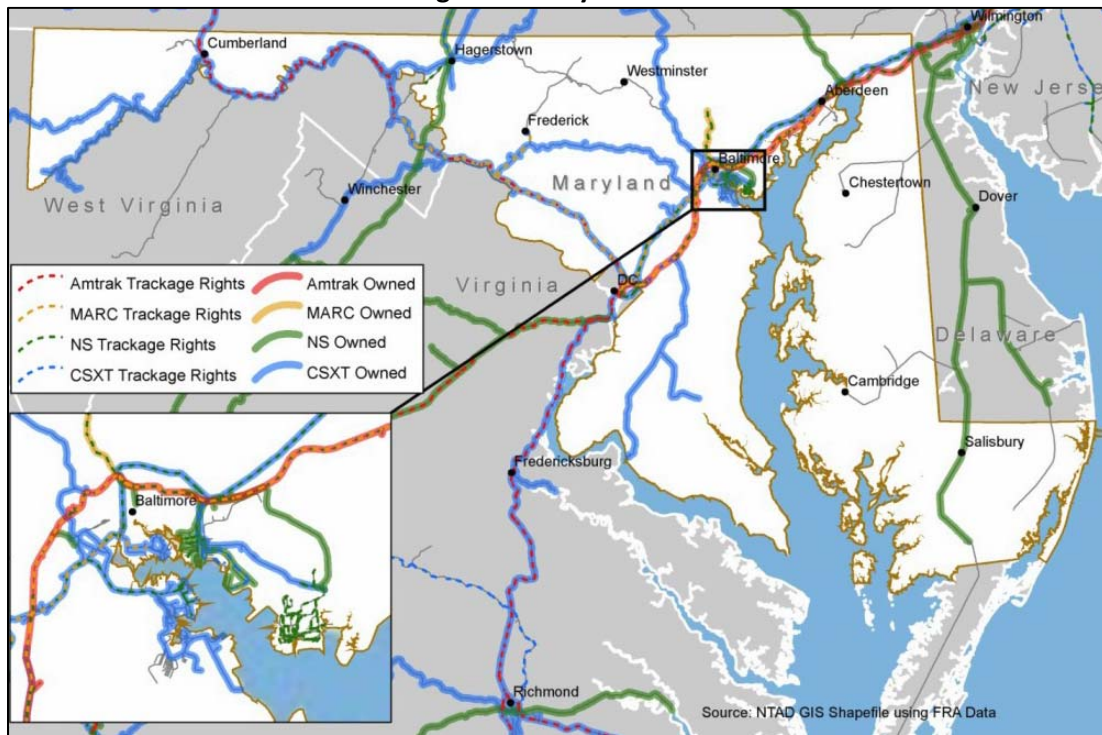 Cumberland
Hagerstown
Westminster
Frederick
Winchester
West Virginia
Maryland
Baltimore
Aberdeen
Wilmington
New Jerse
Chestertown
Dover
Virginia
DC
Delaware
Cambridge
Salisbury
Fredericksburg
Richmond
Amtrak Trackage Rights
Amtrak Owned
MARC Trackage Rights
MARC Owned
NS Trackage Rights
NS Owned
CSXT Trackage Rights
CSXT Owned
Baltimore
Source: NTAD GIS Shapefile using FRA Data